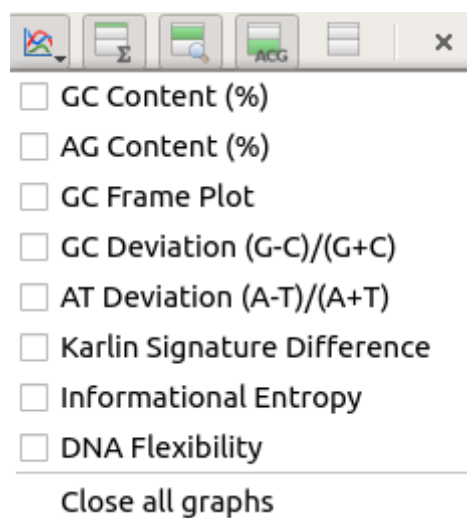 Σ
ACG
GC Content (%)
AG Content (%)
GC Frame Plot
GC Deviation (G-C)/(G+C)
AT Deviation (A-T)/(A+T)
Karlin Signature Difference
Informational Entropy
DNA Flexibility
Close all graphs